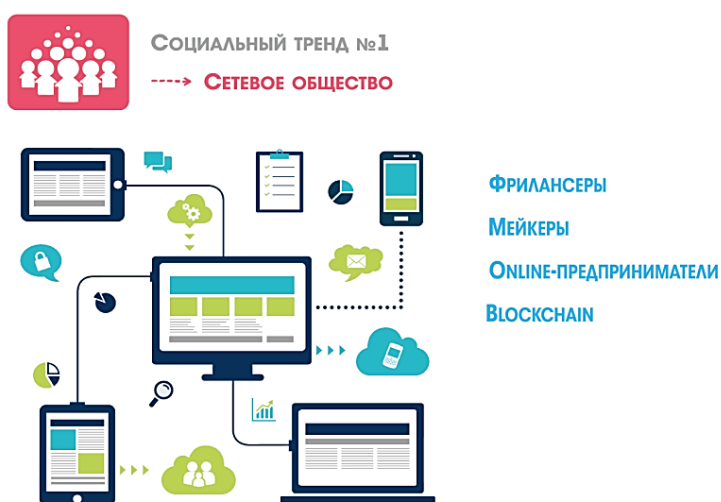 Социальный тренд №1
Сетевое общество
Фрилансеры
Мейкеры
Online-предприниматели
Blockchain